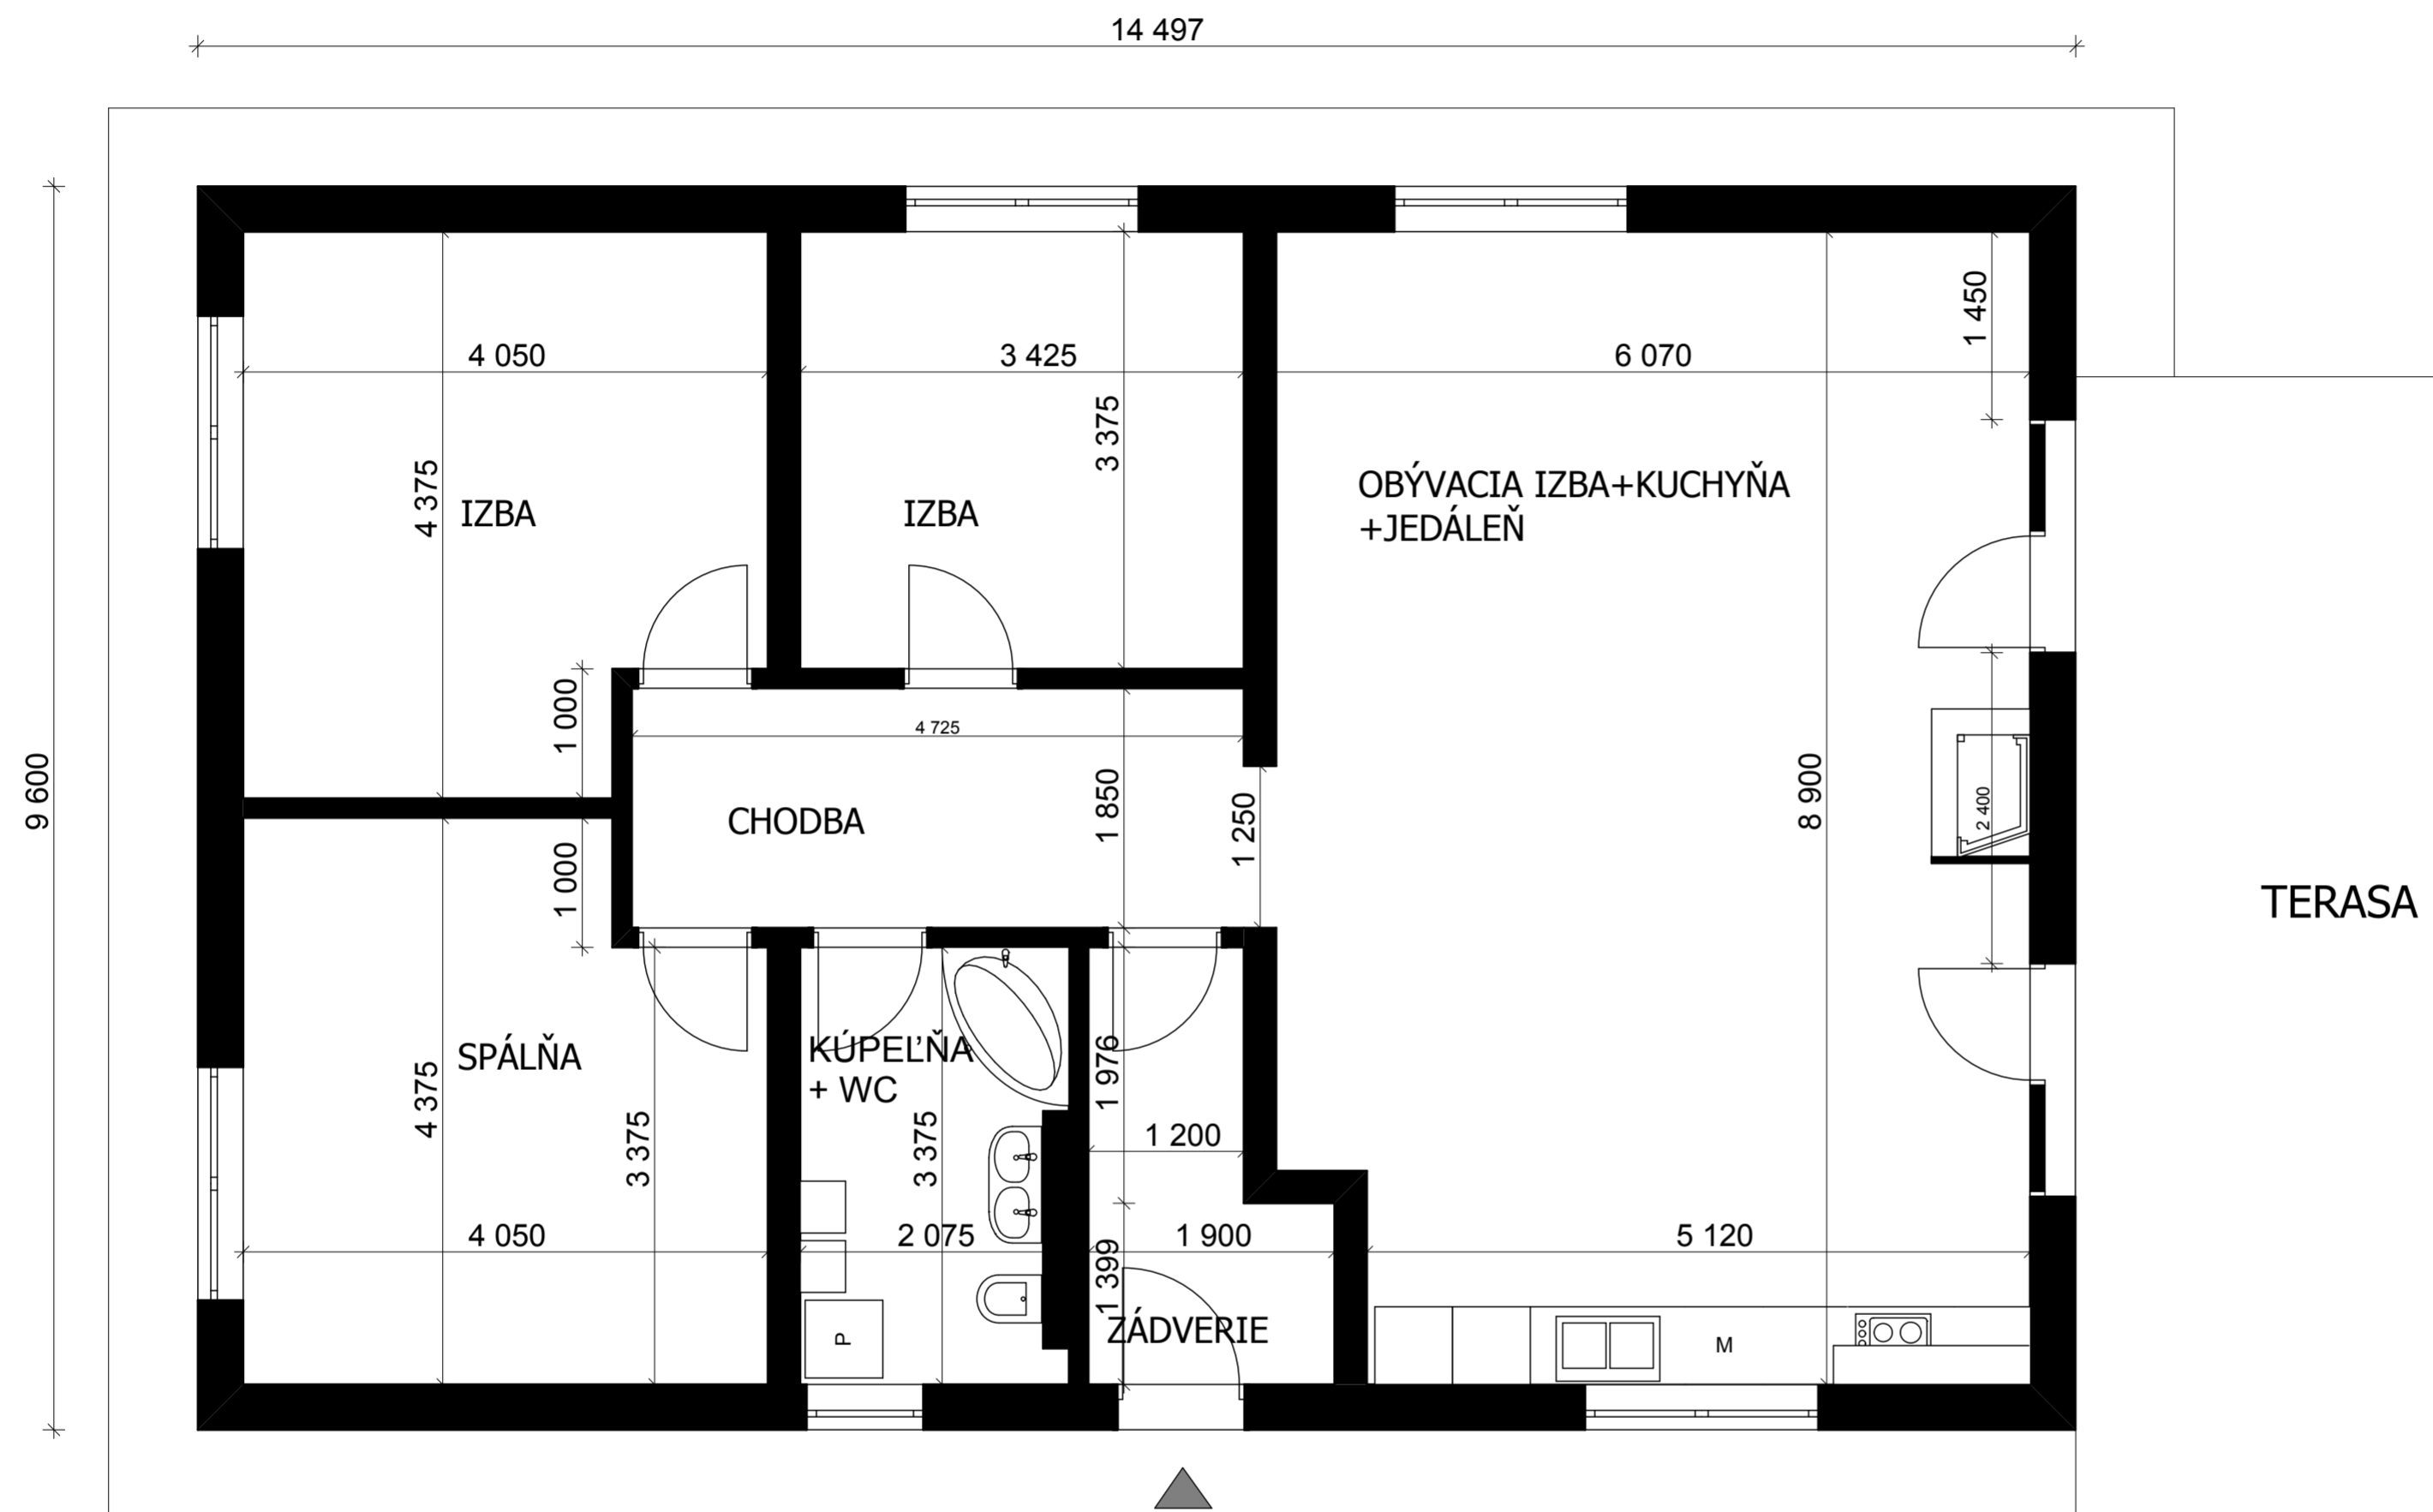 14 497
9 600
4 050
3 425
6 070
1 450
4 375
3 375
IZBA
IZBA
OBÝVACIA IZBA+KUCHYŇA
+JEDÁLEŇ
1 000
4 725
CHODBA
1 850
1 250
8 900
2 400
1 000
TERASA
SPÁLŇA
4 375
3 375
KÚPEĽŇA
+ WC
3 375
1 976
1 200
4 050
2 075
1 900
5 120
1 399
ZÁDVERIE
P
M